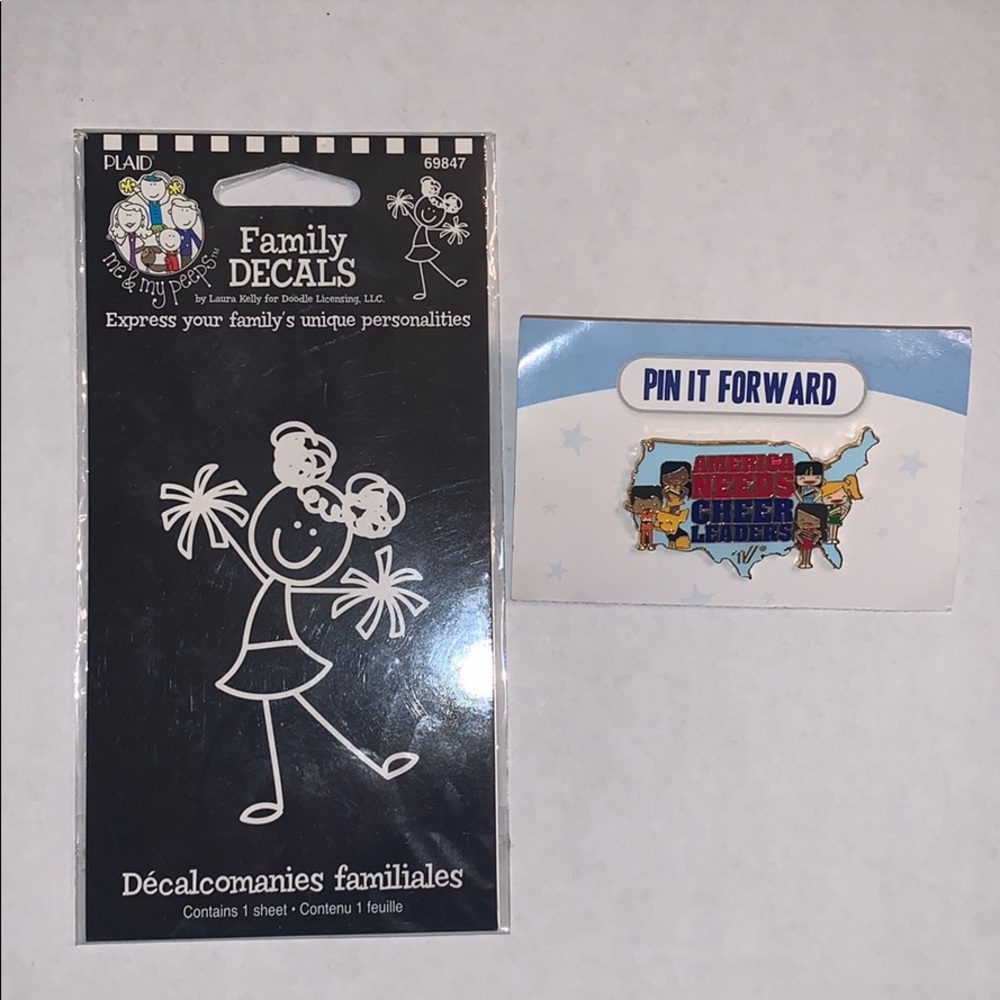 PLAID®
69847
me & my peeps™
Family
DECALS
by Laura Kelly for Doodle Licensing, LLC.
Express your family's unique personalities
Décalcomanies familiales
Contains 1 sheet • Contenu 1 feuille
PIN IT FORWARD
AMERICA
NEEDS
CHEER
LEADERS